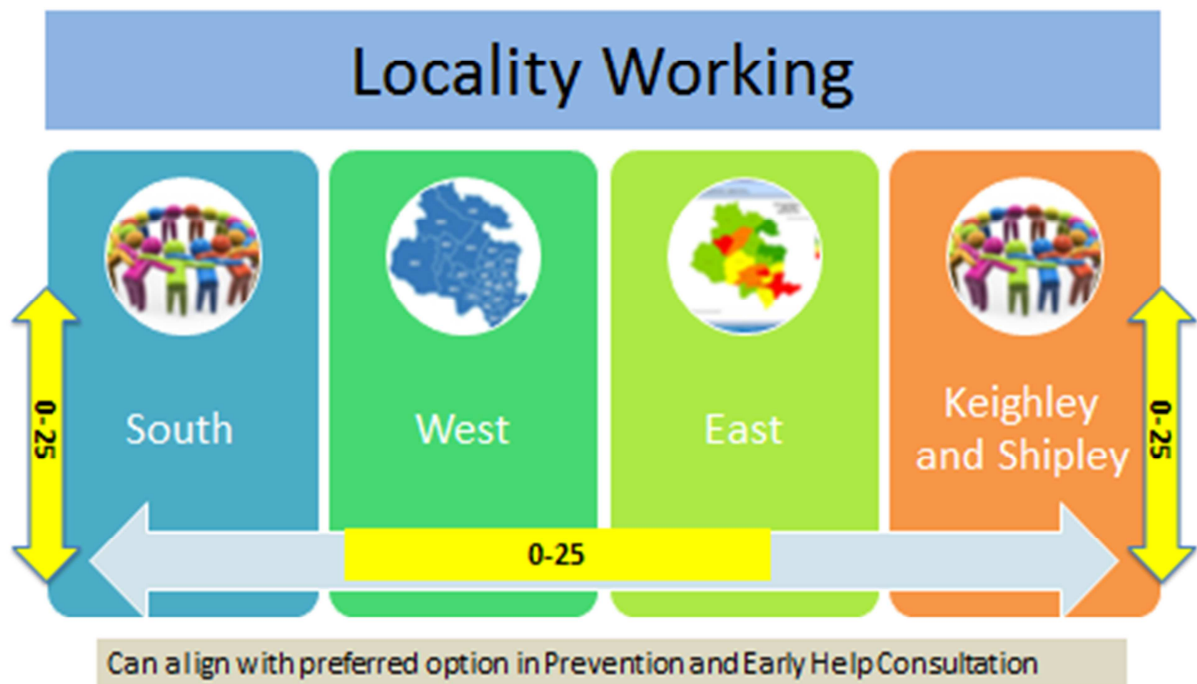 Locality Working
South
West
East
Keighley
and Shipley
0-25
0-25
0-25
Can align with preferred option in Prevention and Early Help Consultation